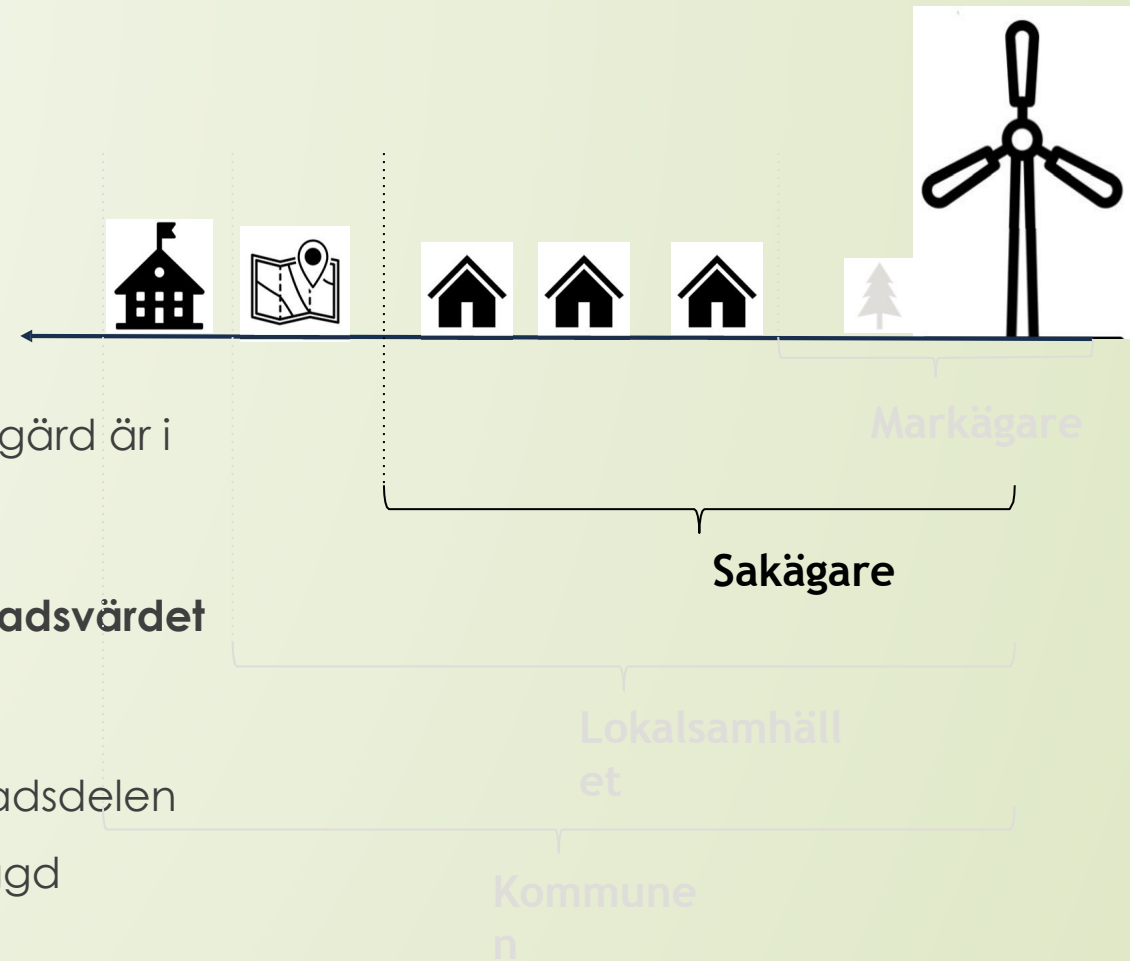 gärd är i
Markägare
Sakägare
adsvärdet
Lokalsamhäll
et
adsdelen
gd
Kommune
n